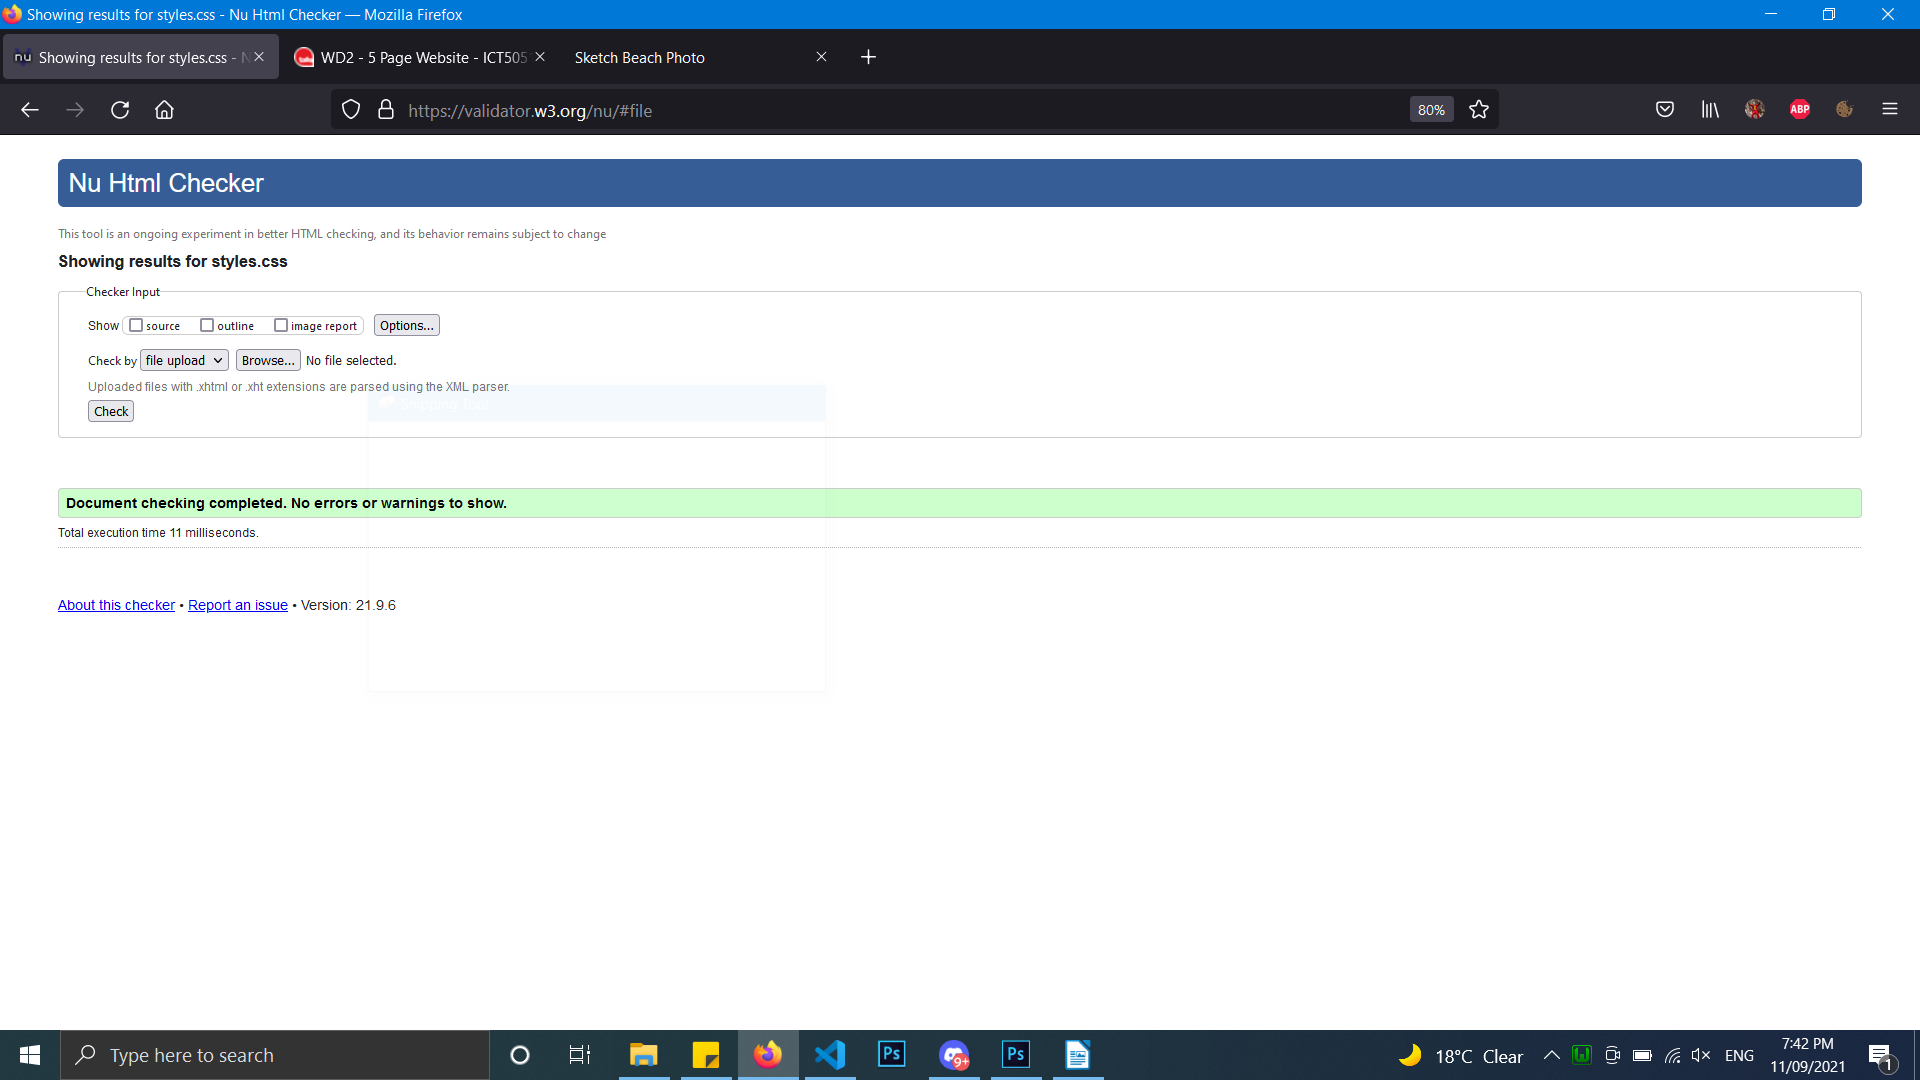 Showing results for styles.css - Nu Html Checker — Mozilla Firefox
nu Showing results for styles.css - N
WD2 - 5 Page Website - ICT505
Sketch Beach Photo
https://validator.w3.org/nu/#file
80%
ABP
Nu Html Checker
This tool is an ongoing experiment in better HTML checking, and its behavior remains subject to change
Showing results for styles.css
Checker Input
Show source outline image report Options...
Check by file upload Browse... No file selected.
Uploaded files with .xhtml or .xht extensions are parsed using the XML parser.
Check
Document checking completed. No errors or warnings to show.
Total execution time 11 milliseconds.
About this checker • Report an issue • Version: 21.9.6
Type here to search
Ps
9+
Ps
18°C Clear
ENG
7:42 PM
11/09/2021
1